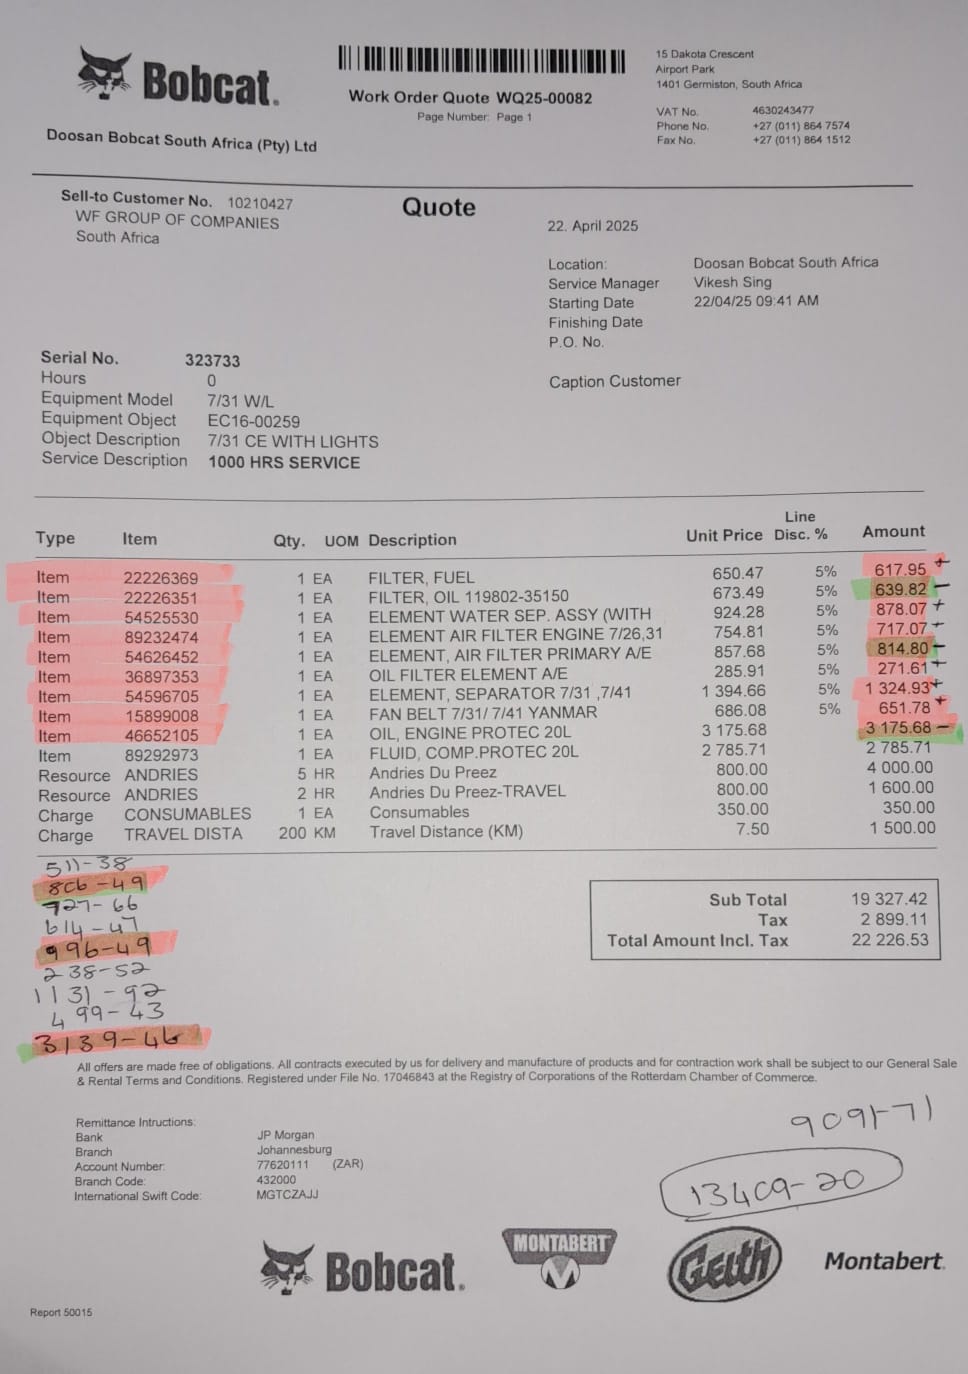 Bobcat.
Doosan Bobcat South Africa (Pty) Ltd
Work Order Quote WQ25-00082
Page Number: Page 1
15 Dakota Crescent
Airport Park
1401 Germiston, South Africa
VAT No. 4630243477
Phone No. +27 (011) 864 7574
Fax No. +27 (011) 864 1512
Sell-to Customer No. 10210427
WF GROUP OF COMPANIES
South Africa
Quote
22. April 2025
Location: Doosan Bobcat South Africa
Service Manager Vikesh Sing
Starting Date 22/04/25 09:41 AM
Finishing Date
P.O. No.
Caption Customer
Serial No. 323733
Hours 0
Equipment Model 7/31 W/L
Equipment Object EC16-00259
Object Description 7/31 CE WITH LIGHTS
Service Description 1000 HRS SERVICE
Type Item Qty. UOM Description Unit Price Line Disc. % Amount
Item 22226369 1 EA FILTER, FUEL 650.47 5% 617.95 +
Item 22226351 1 EA FILTER, OIL 119802-35150 673.49 5% 639.82 -
Item 54525530 1 EA ELEMENT WATER SEP. ASSY (WITH 924.28 5% 878.07 +
Item 89232474 1 EA ELEMENT AIR FILTER ENGINE 7/26,31 754.81 5% 717.07 +
Item 54626452 1 EA ELEMENT, AIR FILTER PRIMARY A/E 857.68 5% 814.80 -
Item 36897353 1 EA OIL FILTER ELEMENT A/E 285.91 5% 271.61 +
Item 54596705 1 EA ELEMENT, SEPARATOR 7/31 ,7/41 1 394.66 5% 1 324.93 +
Item 15899008 1 EA FAN BELT 7/31/ 7/41 YANMAR 686.08 5% 651.78 +
Item 46652105 1 EA OIL, ENGINE PROTEC 20L 3 175.68 3 175.68 -
Item 89292973 1 EA FLUID, COMP.PROTEC 20L 2 785.71 2 785.71
Resource ANDRIES 5 HR Andries Du Preez 800.00 4 000.00
Resource ANDRIES 2 HR Andries Du Preez-TRAVEL 800.00 1 600.00
Charge CONSUMABLES 1 EA Consumables 350.00 350.00
Charge TRAVEL DISTA 200 KM Travel Distance (KM) 7.50 1 500.00
511-38
806-49
727-66
614-47
996-49
238-52
1131-92
499-43
3139-46
Sub Total 19 327.42
Tax 2 899.11
Total Amount Incl. Tax 22 226.53
All offers are made free of obligations. All contracts executed by us for delivery and manufacture of products and for contraction work shall be subject to our General Sale
& Rental Terms and Conditions. Registered under File No. 17046843 at the Registry of Corporations of the Rotterdam Chamber of Commerce.
Remittance Intructions:
Bank JP Morgan
Branch Johannesburg
Account Number: 77620111 (ZAR)
Branch Code: 432000
International Swift Code: MGTCZAJJ
9091-71
13409-20
Bobcat.
MONTABERT
Geith
Montabert.
Report 50015